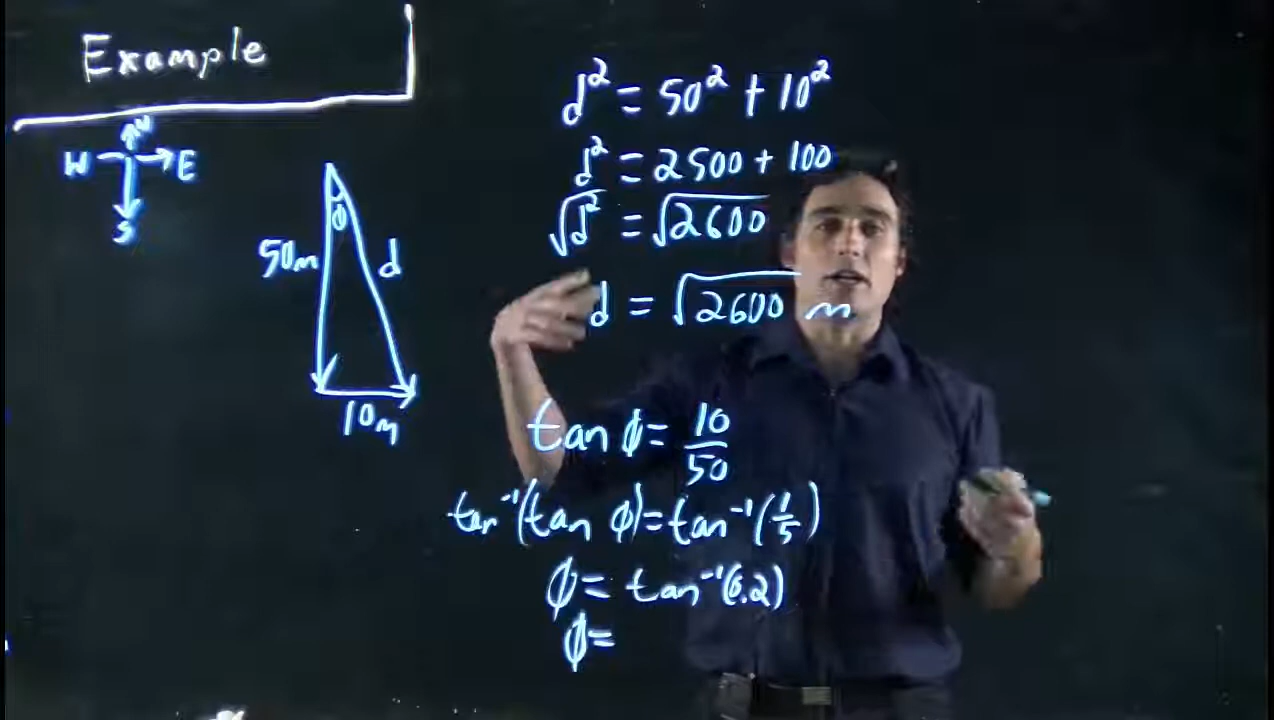 Example
N
W E
S
φ
50m d
10m
d² = 50² + 10²
d² = 2500 + 100
√d² = √2600
d = √2600 m
tan φ = 10/50
tan⁻¹(tan φ) = tan⁻¹(1/5)
φ = tan⁻¹(0.2)
φ =